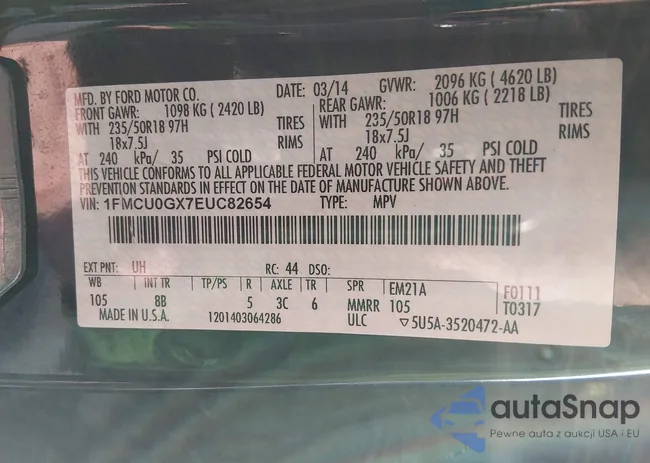 MFD. BY FORD MOTOR CO.
DATE: 03/14 GVWR: 2096 KG ( 4620 LB)
FRONT GAWR: 1098 KG ( 2420 LB) REAR GAWR: 1006 KG ( 2218 LB)
WITH 235/50R18 97H TIRES WITH 235/50R18 97H TIRES
18x7.5J RIMS 18x7.5J RIMS
AT 240 kPa/ 35 PSI COLD AT 240 kPa/ 35 PSI COLD
THIS VEHICLE CONFORMS TO ALL APPLICABLE FEDERAL MOTOR VEHICLE SAFETY AND THEFT
PREVENTION STANDARDS IN EFFECT ON THE DATE OF MANUFACTURE SHOWN ABOVE.
VIN: 1FMCU0GX7EUC82654 TYPE: MPV
EXT PNT: UH RC: 44 DSO:
WB INT TR TP/PS R AXLE TR SPR EM21A F0111
105 8B 5 3C 6 MMRR 105 T0317
MADE IN U.S.A. 1201403064286 ULC ▽5U5A-3520472-AA
autaSnap
Pewne auta z aukcji USA i EU